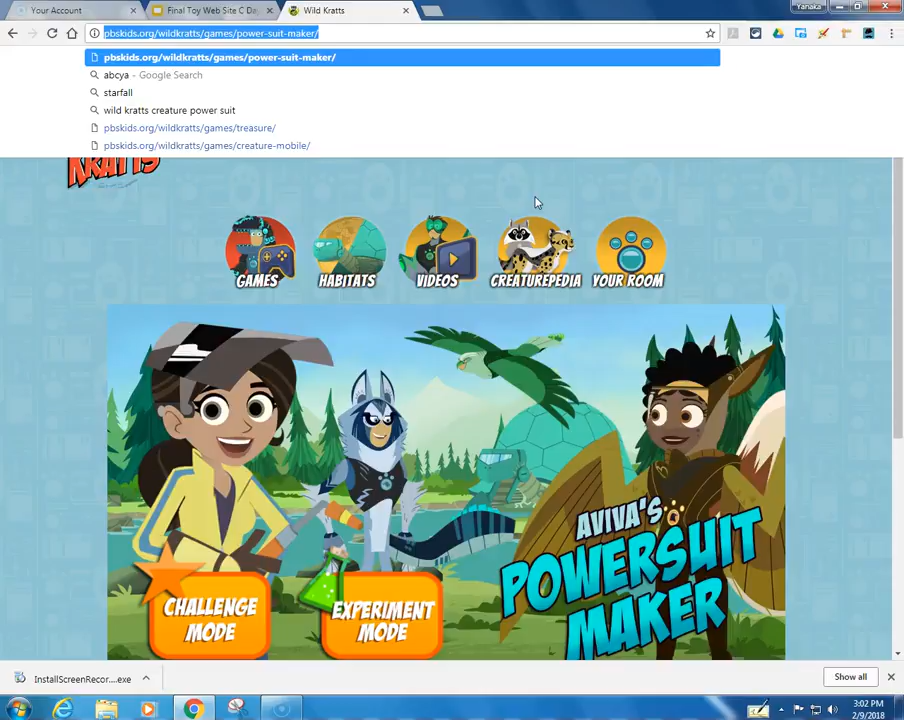 Your Account
Final Toy Web Site C Da
Wild Kratts
Yanaka
pbskids.org/wildkratts/games/power-suit-maker/
pbskids.org/wildkratts/games/power-suit-maker/
abcya - Google Search
starfall
wild kratts creature power suit
pbskids.org/wildkratts/games/treasure/
pbskids.org/wildkratts/games/creature-mobile/
KRATTS
GAMES
HABITATS
VIDEOS
CREATUREPEDIA
YOUR ROOM
AVIVA'S
POWERSUIT
MAKER
CHALLENGE
MODE
EXPERIMENT
MODE
InstallScreenRecor....exe
Show all
3:02 PM
2/9/2018